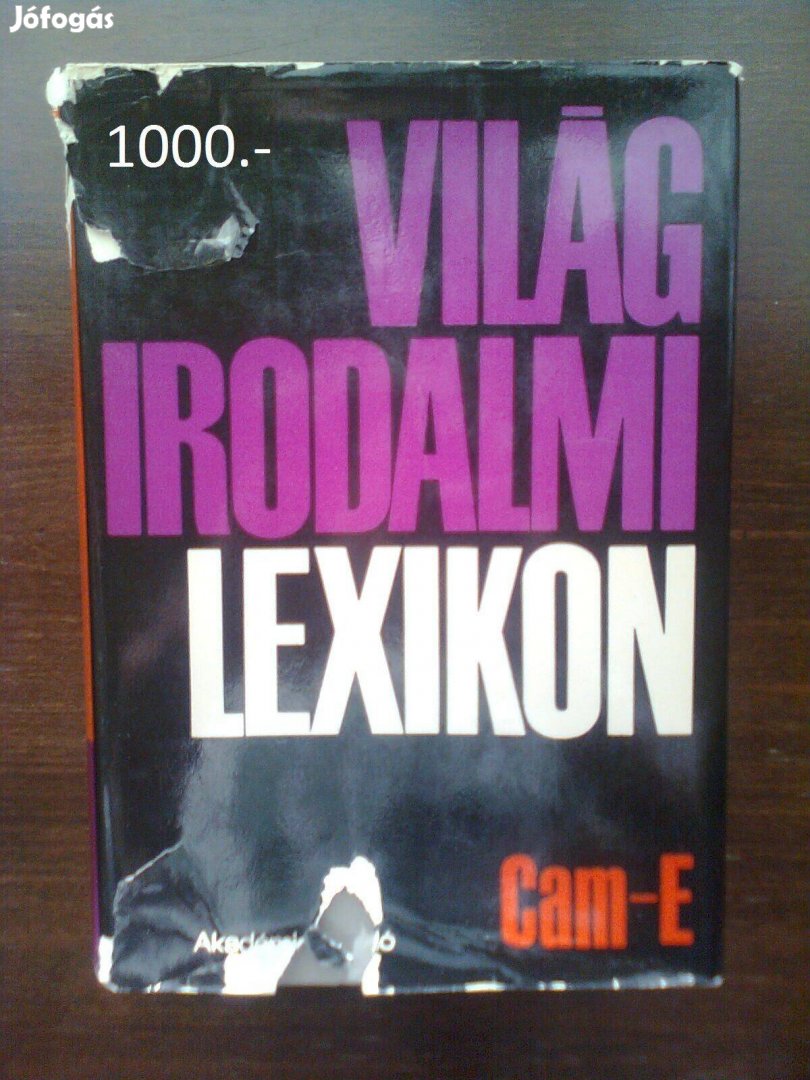 Jófogás
1000.-
VILÁG
IRODALMI
LEXIKON
Cam-E